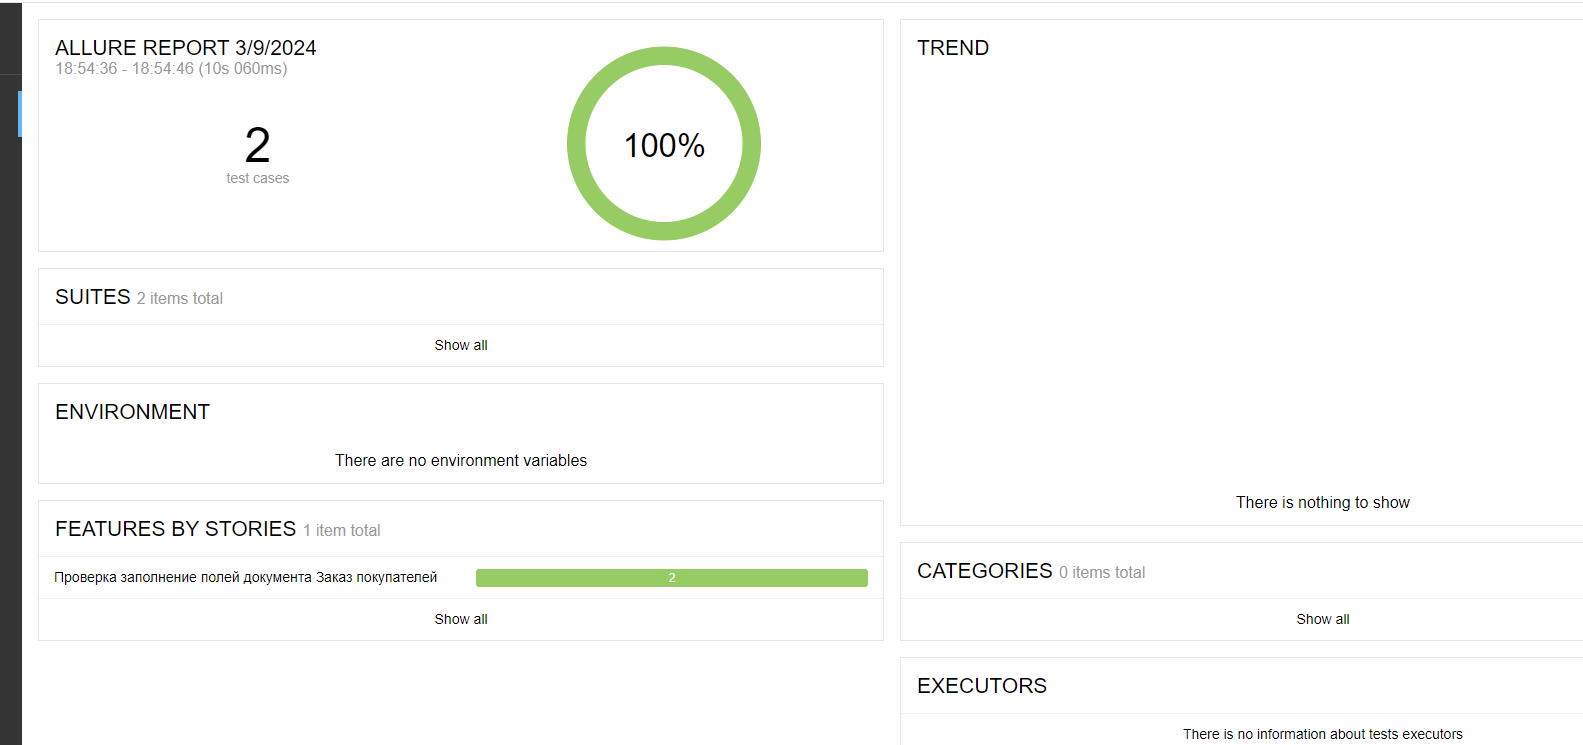 ALLURE REPORT 3/9/2024
18:54:36 - 18:54:46 (10s 060ms)
2
test cases
100%
SUITES 2 items total
Show all
ENVIRONMENT
There are no environment variables
FEATURES BY STORIES 1 item total
Проверка заполнение полей документа Заказ покупателей 2
Show all
TREND
There is nothing to show
CATEGORIES 0 items total
Show all
EXECUTORS
There is no information about tests executors